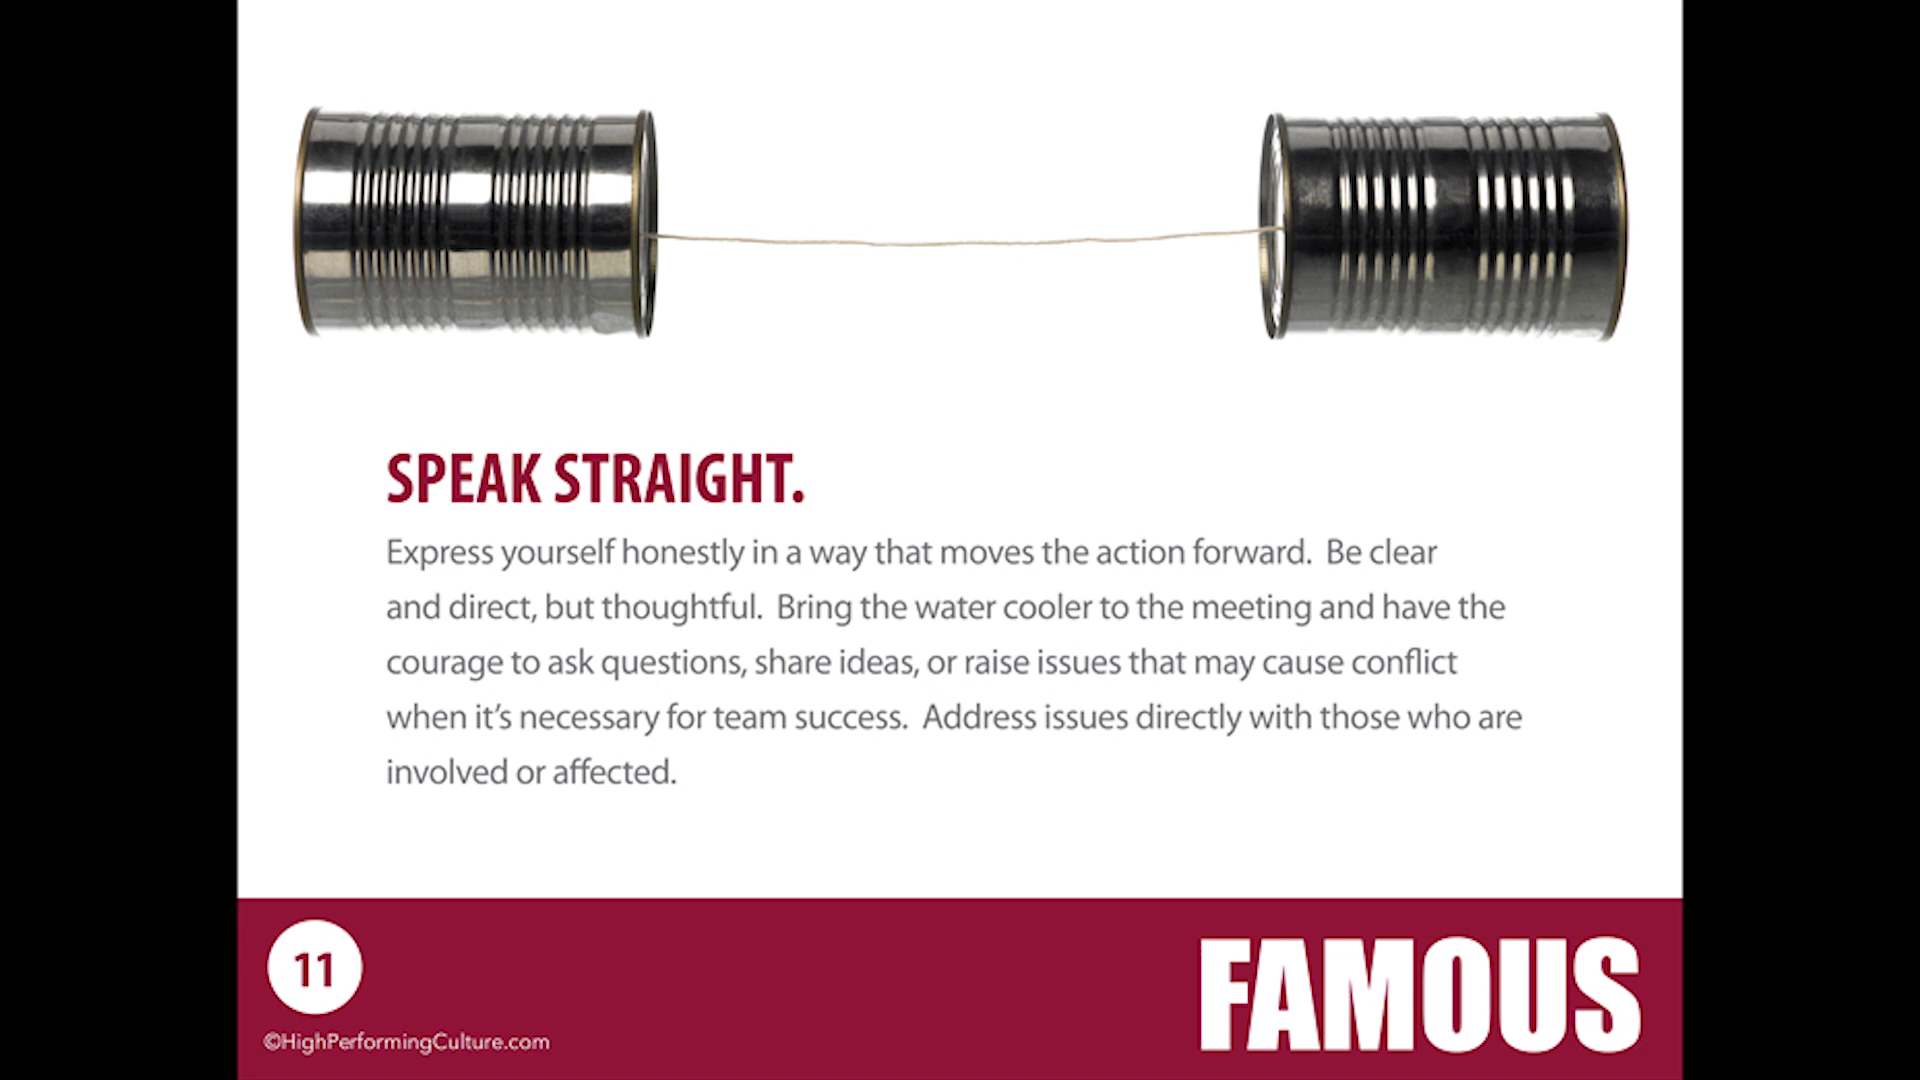 SPEAK STRAIGHT.
Express yourself honestly in a way that moves the action forward.  Be clear
and direct, but thoughtful.  Bring the water cooler to the meeting and have the
courage to ask questions, share ideas, or raise issues that may cause conflict
when it’s necessary for team success.  Address issues directly with those who are
involved or affected.
11
©HighPerformingCulture.com
FAMOUS